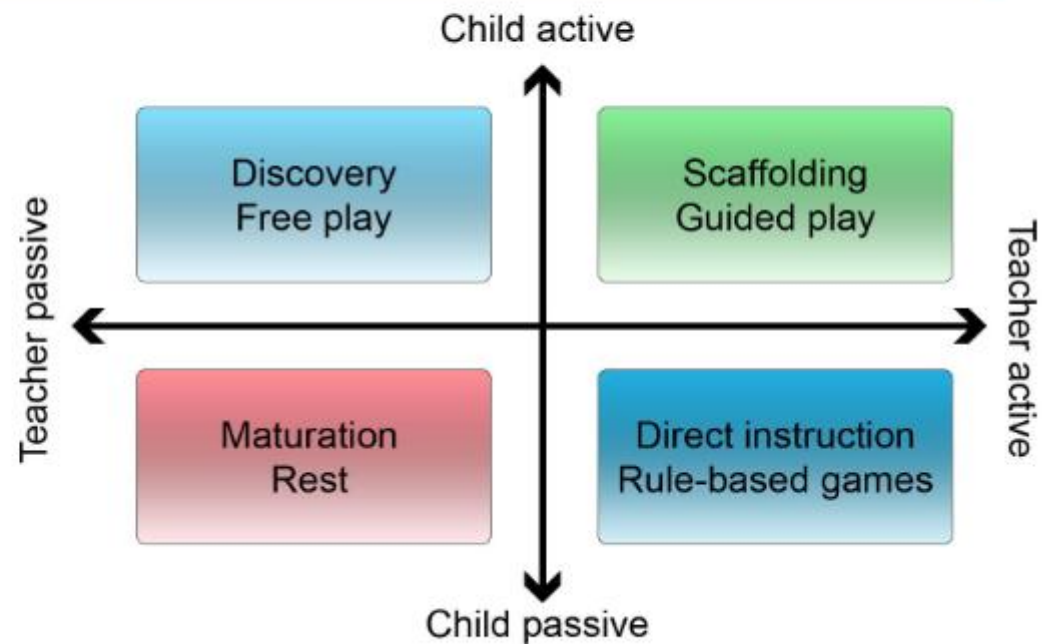 Child active
Discovery
Free play
Scaffolding
Guided play
Teacher passive
Teacher active
Maturation
Rest
Direct instruction
Rule-based games
Child passive